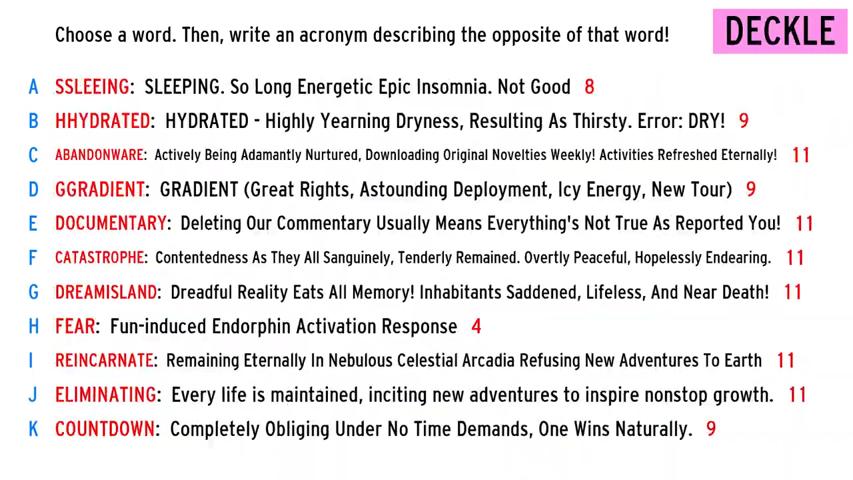 Choose a word. Then, write an acronym describing the opposite of that word!
DECKLE
A SSLEEING: SLEEPING. So Long Energetic Epic Insomnia. Not Good 8
B HHYDRATED: HYDRATED - Highly Yearning Dryness, Resulting As Thirsty. Error: DRY! 9
C ABANDONWARE: Actively Being Adamantly Nurtured, Downloading Original Novelties Weekly! Activities Refreshed Eternally! 11
D GGRADIENT: GRADIENT (Great Rights, Astounding Deployment, Icy Energy, New Tour) 9
E DOCUMENTARY: Deleting Our Commentary Usually Means Everything's Not True As Reported You! 11
F CATASTROPHE: Contentedness As They All Sanguinely, Tenderly Remained. Overtly Peaceful, Hopelessly Endearing. 11
G DREAMISLAND: Dreadful Reality Eats All Memory! Inhabitants Saddened, Lifeless, And Near Death! 11
H FEAR: Fun-induced Endorphin Activation Response 4
I REINCARNATE: Remaining Eternally In Nebulous Celestial Arcadia Refusing New Adventures To Earth 11
J ELIMINATING: Every life is maintained, inciting new adventures to inspire nonstop growth. 11
K COUNTDOWN: Completely Obliging Under No Time Demands, One Wins Naturally. 9